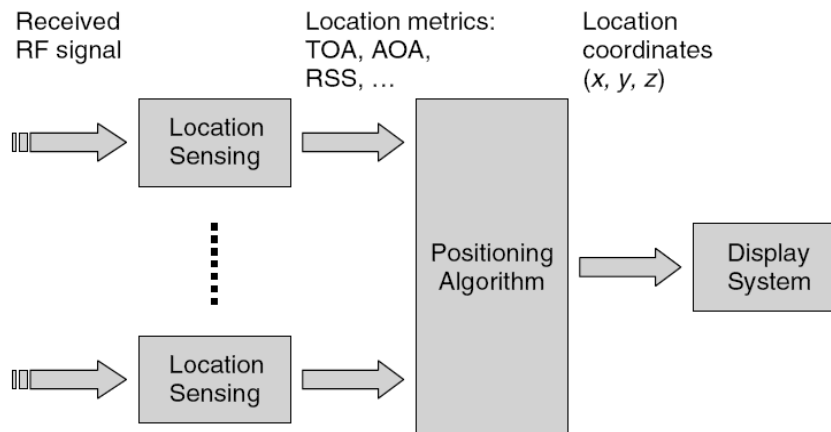 Received
RF signal
Location metrics:
TOA, AOA,
RSS, …
Location
coordinates
(x, y, z)
Location
Sensing
Positioning
Algorithm
Display
System
Location
Sensing